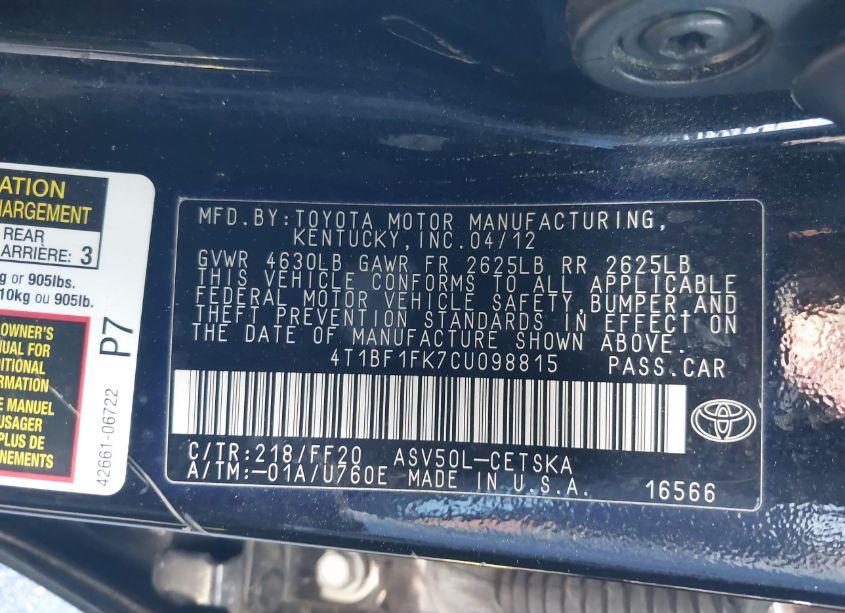 ATION
HARGEMENT
REAR
ARRIÈRE: 3
g or 905lbs.
10kg ou 905lb.
OWNER'S
UAL FOR
DITIONAL
ORMATION
E MANUEL
USAGER
PLUS DE
NEMENTS
P7
42661-06722
MFD.BY:TOYOTA MOTOR MANUFACTURING,
KENTUCKY,INC.04/12
GVWR 4630LB GAWR FR 2625LB RR 2625LB
THIS VEHICLE CONFORMS TO ALL APPLICABLE
FEDERAL MOTOR VEHICLE SAFETY,BUMPER,AND
THEFT PREVENTION STANDARDS IN EFFECT ON
THE DATE OF MANUFACTURE SHOWN ABOVE.
4T1BF1FK7CU098815 PASS.CAR
C/TR:218/FF20 ASV50L-CETSKA
A/TM:-01A/U760E MADE IN U.S.A. 16566